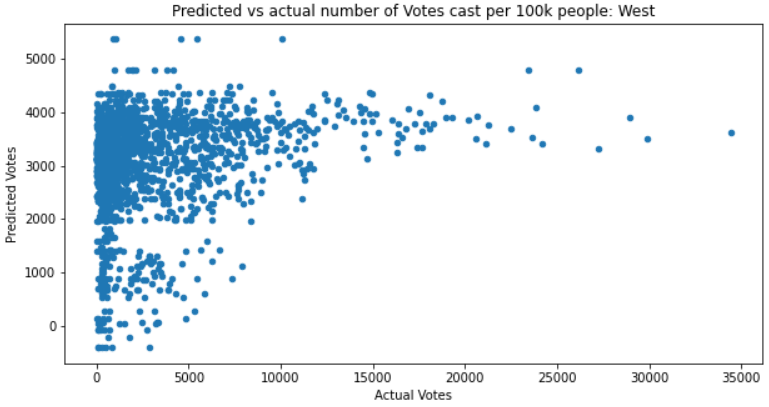 Predicted vs actual number of Votes cast per 100k people: West
5000
4000
3000
2000
1000
0
Predicted Votes
0 5000 10000 15000 20000 25000 30000 35000
Actual Votes